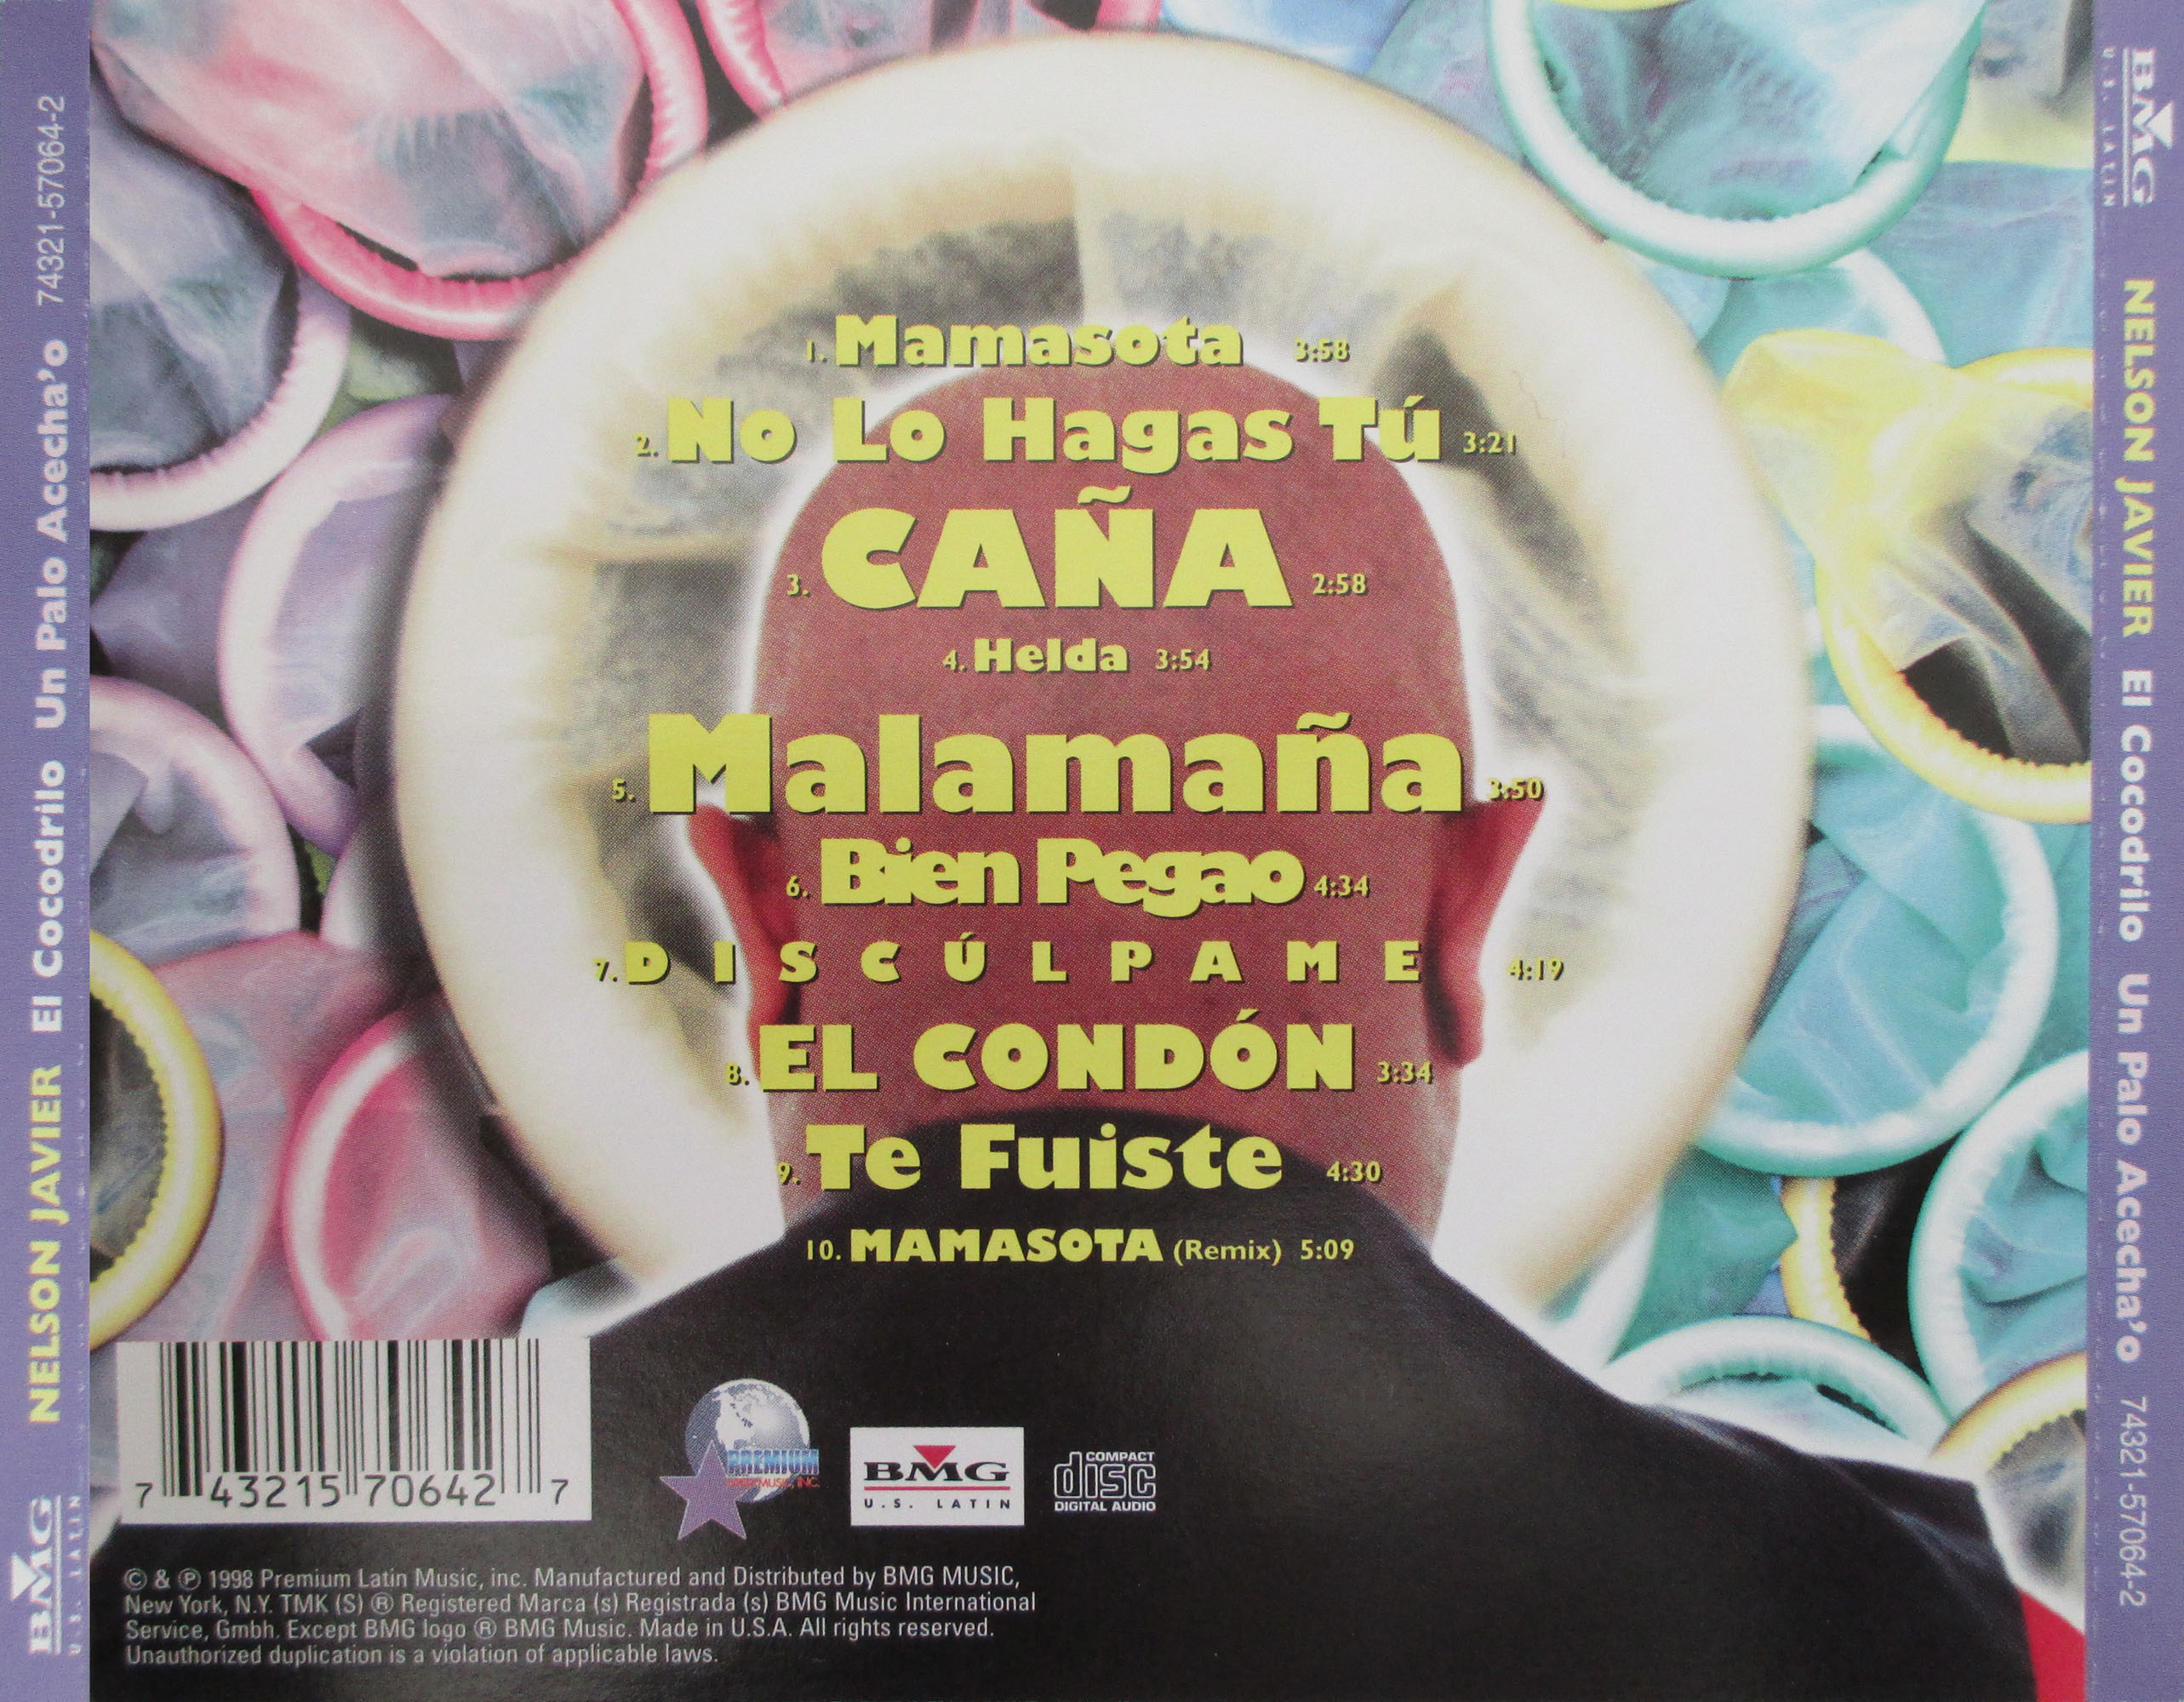 NELSON JAVIER El Cocodrilo Un Palo Acecha'o 74321-57064-2
BMG
U.S. LATIN
1. Mamasota 3:58
2. No Lo Hagas Tú 3:21
3. CAÑA 2:58
4. Helda 3:54
5. Malamaña 3:50
6. Bien Pegao 4:34
7. DISCÚLPAME 4:19
8. EL CONDÓN 3:34
9. Te Fuiste 4:30
10. MAMASOTA (Remix) 5:09
7 43215 70642 7
PREMIUM
LATIN MUSIC, INC.
BMG
U.S. LATIN
COMPACT
disc
DIGITAL AUDIO
© & ℗ 1998 Premium Latin Music, inc. Manufactured and Distributed by BMG MUSIC,
New York, N.Y. TMK (S) ® Registered Marca (s) Registrada (s) BMG Music International
Service, Gmbh. Except BMG logo ® BMG Music. Made in U.S.A. All rights reserved.
Unauthorized duplication is a violation of applicable laws.
BMG
U.S. LATIN
NELSON JAVIER El Cocodrilo Un Palo Acecha'o 74321-57064-2